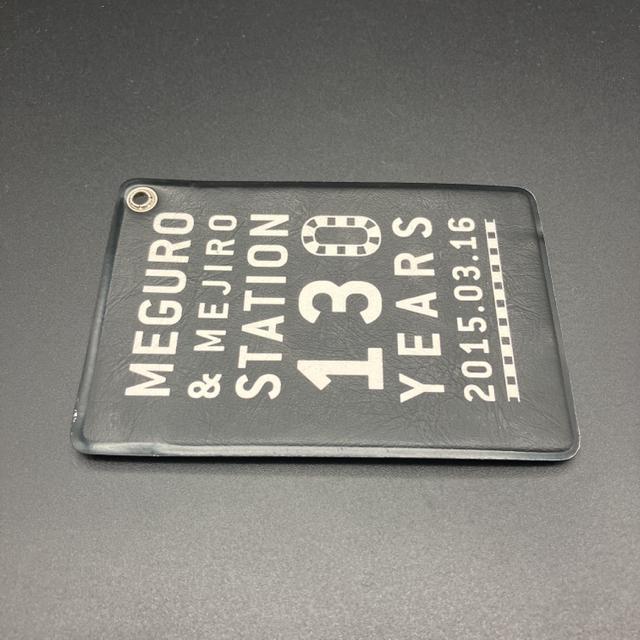 MEGURO
& MEJIRO
STATION
130
YEARS
2015.03.16